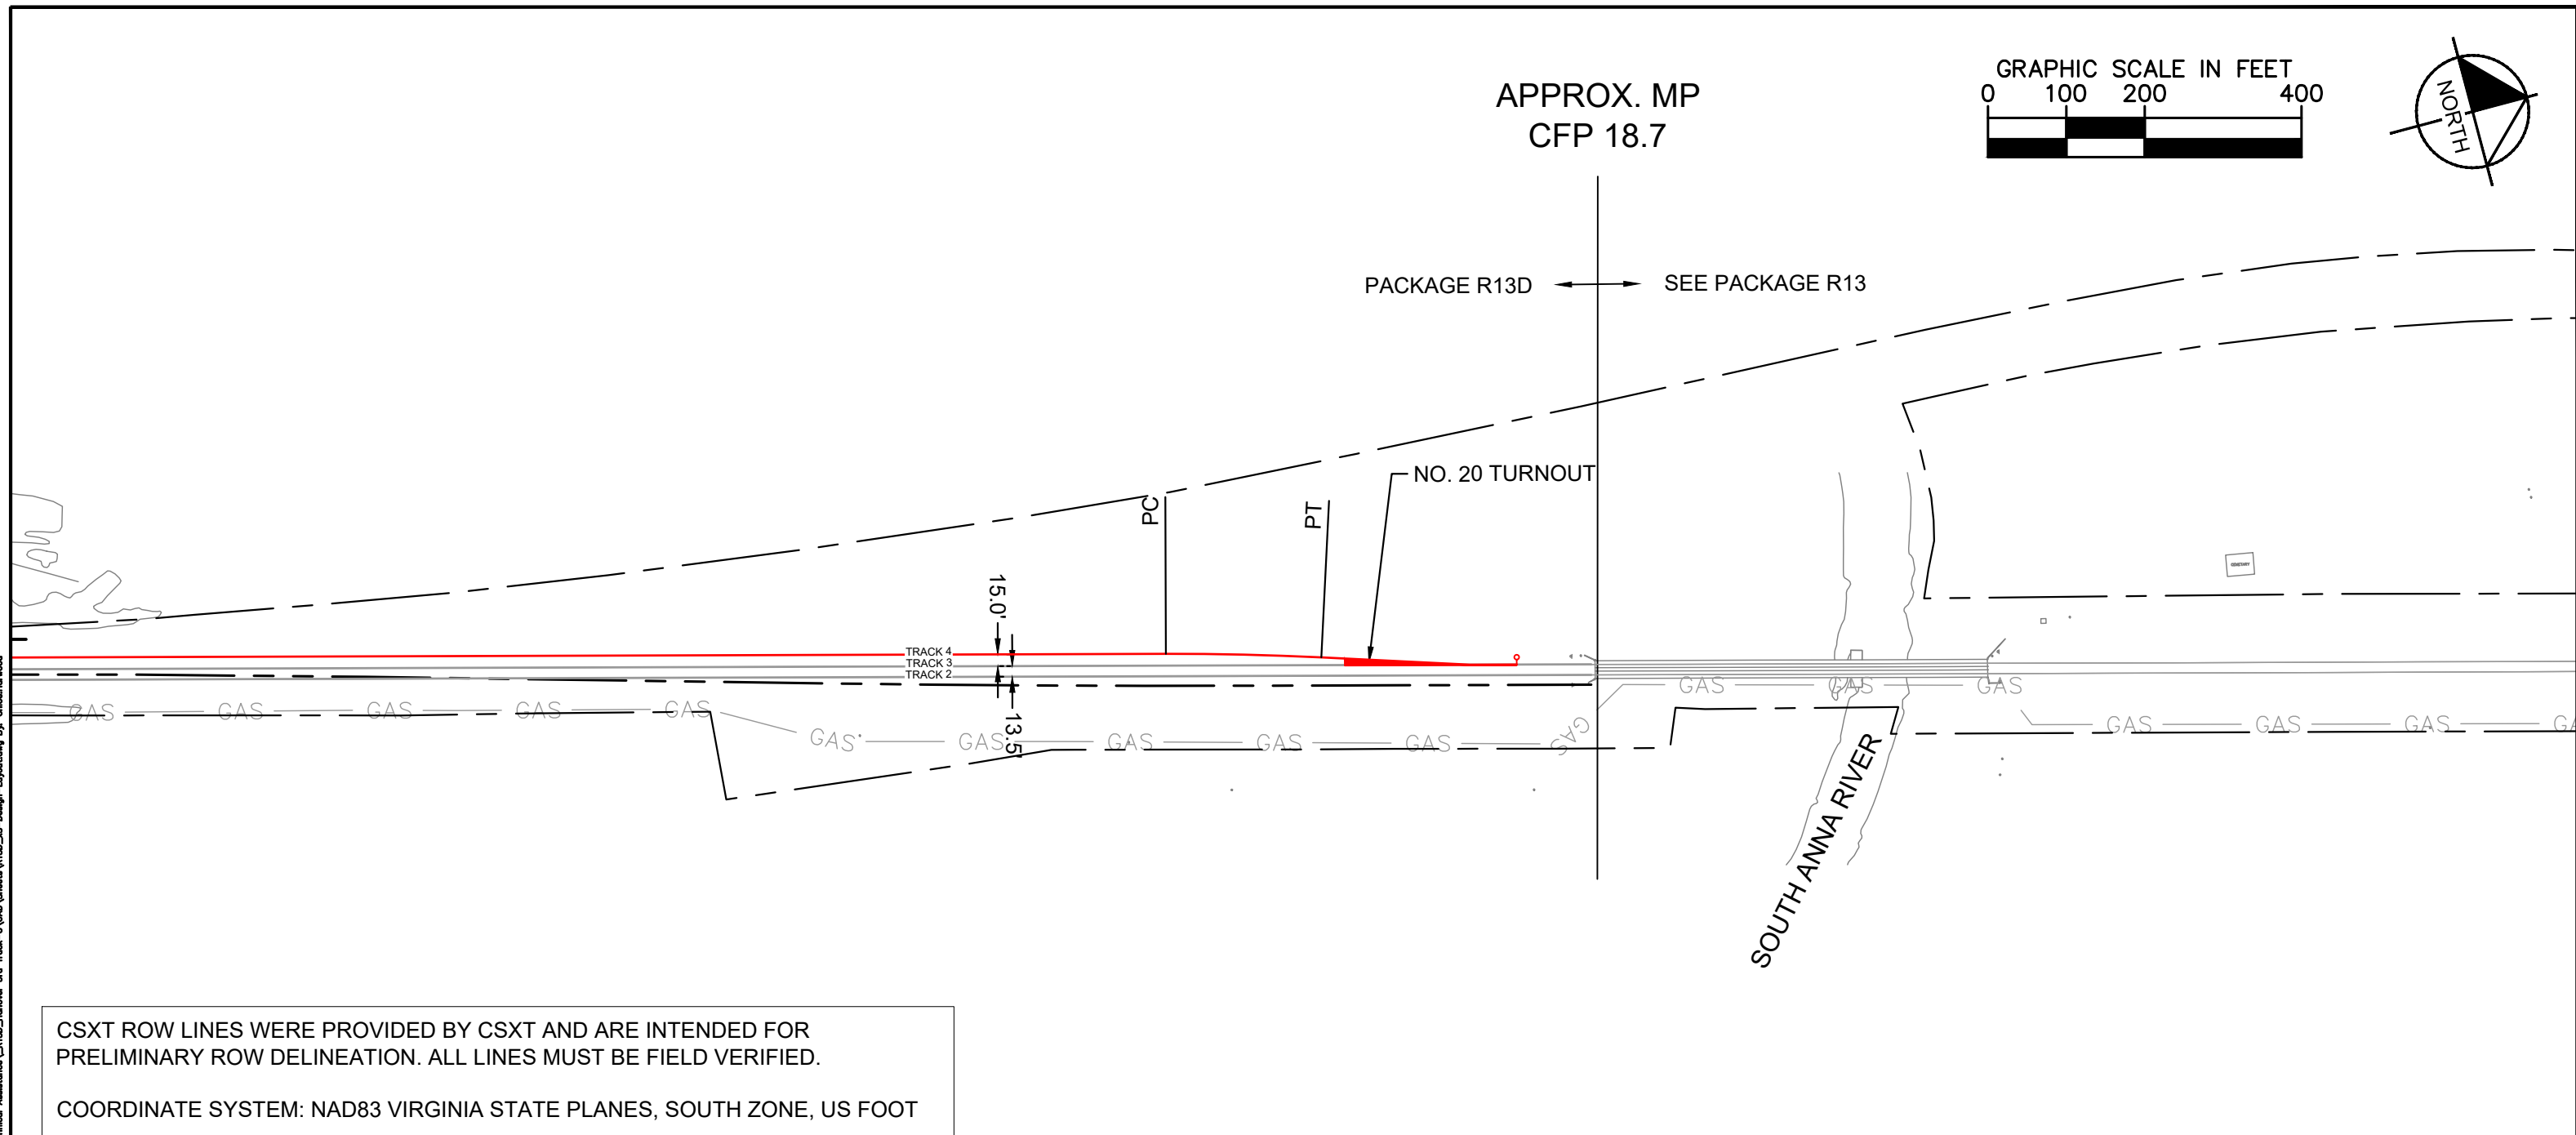 GRAPHIC SCALE IN FEET
0 100 200 400
NORTH
APPROX. MP
CFP 18.7
PACKAGE R13D
SEE PACKAGE R13
NO. 20 TURNOUT
PC
PT
15.0'
TRACK 4
TRACK 3
TRACK 2
13.5'
GAS GAS GAS GAS GAS
GAS GAS GAS GAS GAS GAS
GAS GAS GAS
GAS GAS GAS
SOUTH ANNA RIVER
CEMETARY
CSXT ROW LINES WERE PROVIDED BY CSXT AND ARE INTENDED FOR
PRELIMINARY ROW DELINEATION. ALL LINES MUST BE FIELD VERIFIED.
COORDINATE SYSTEM: NAD83 VIRGINIA STATE PLANES, SOUTH ZONE, US FOOT